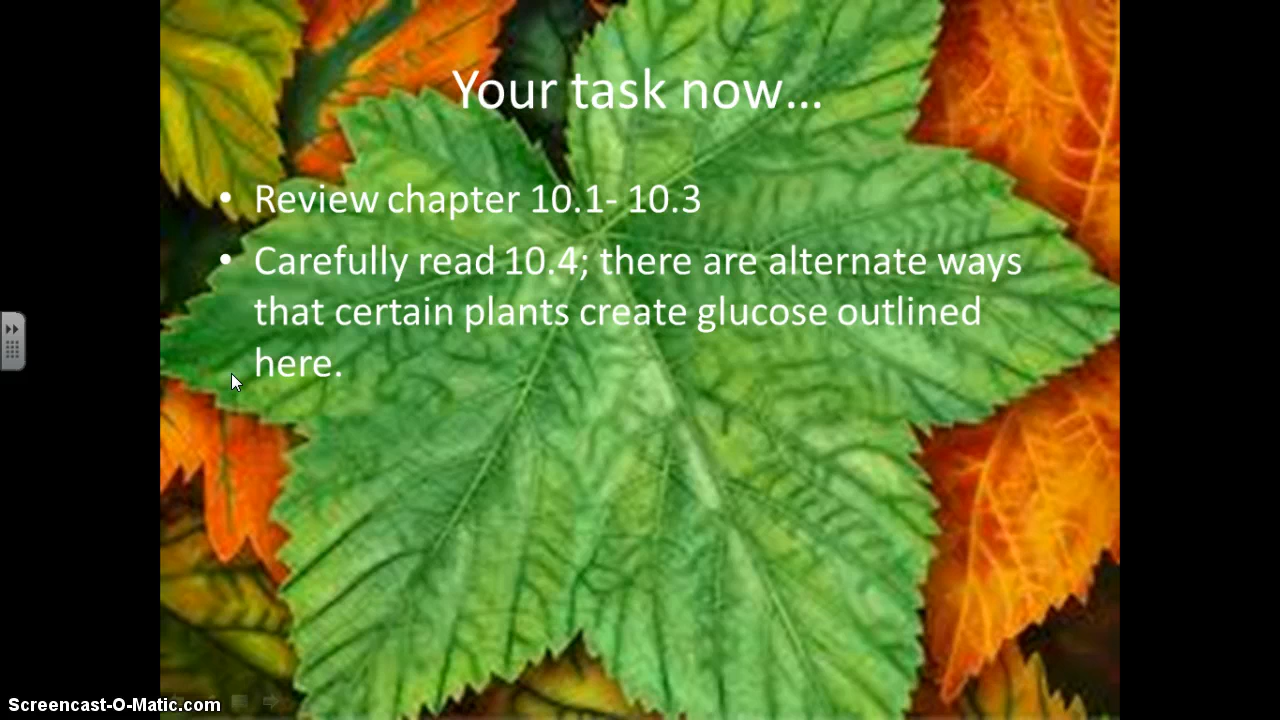 Your task now...
• Review chapter 10.1- 10.3
• Carefully read 10.4; there are alternate ways
that certain plants create glucose outlined
here.
Screencast-O-Matic.com